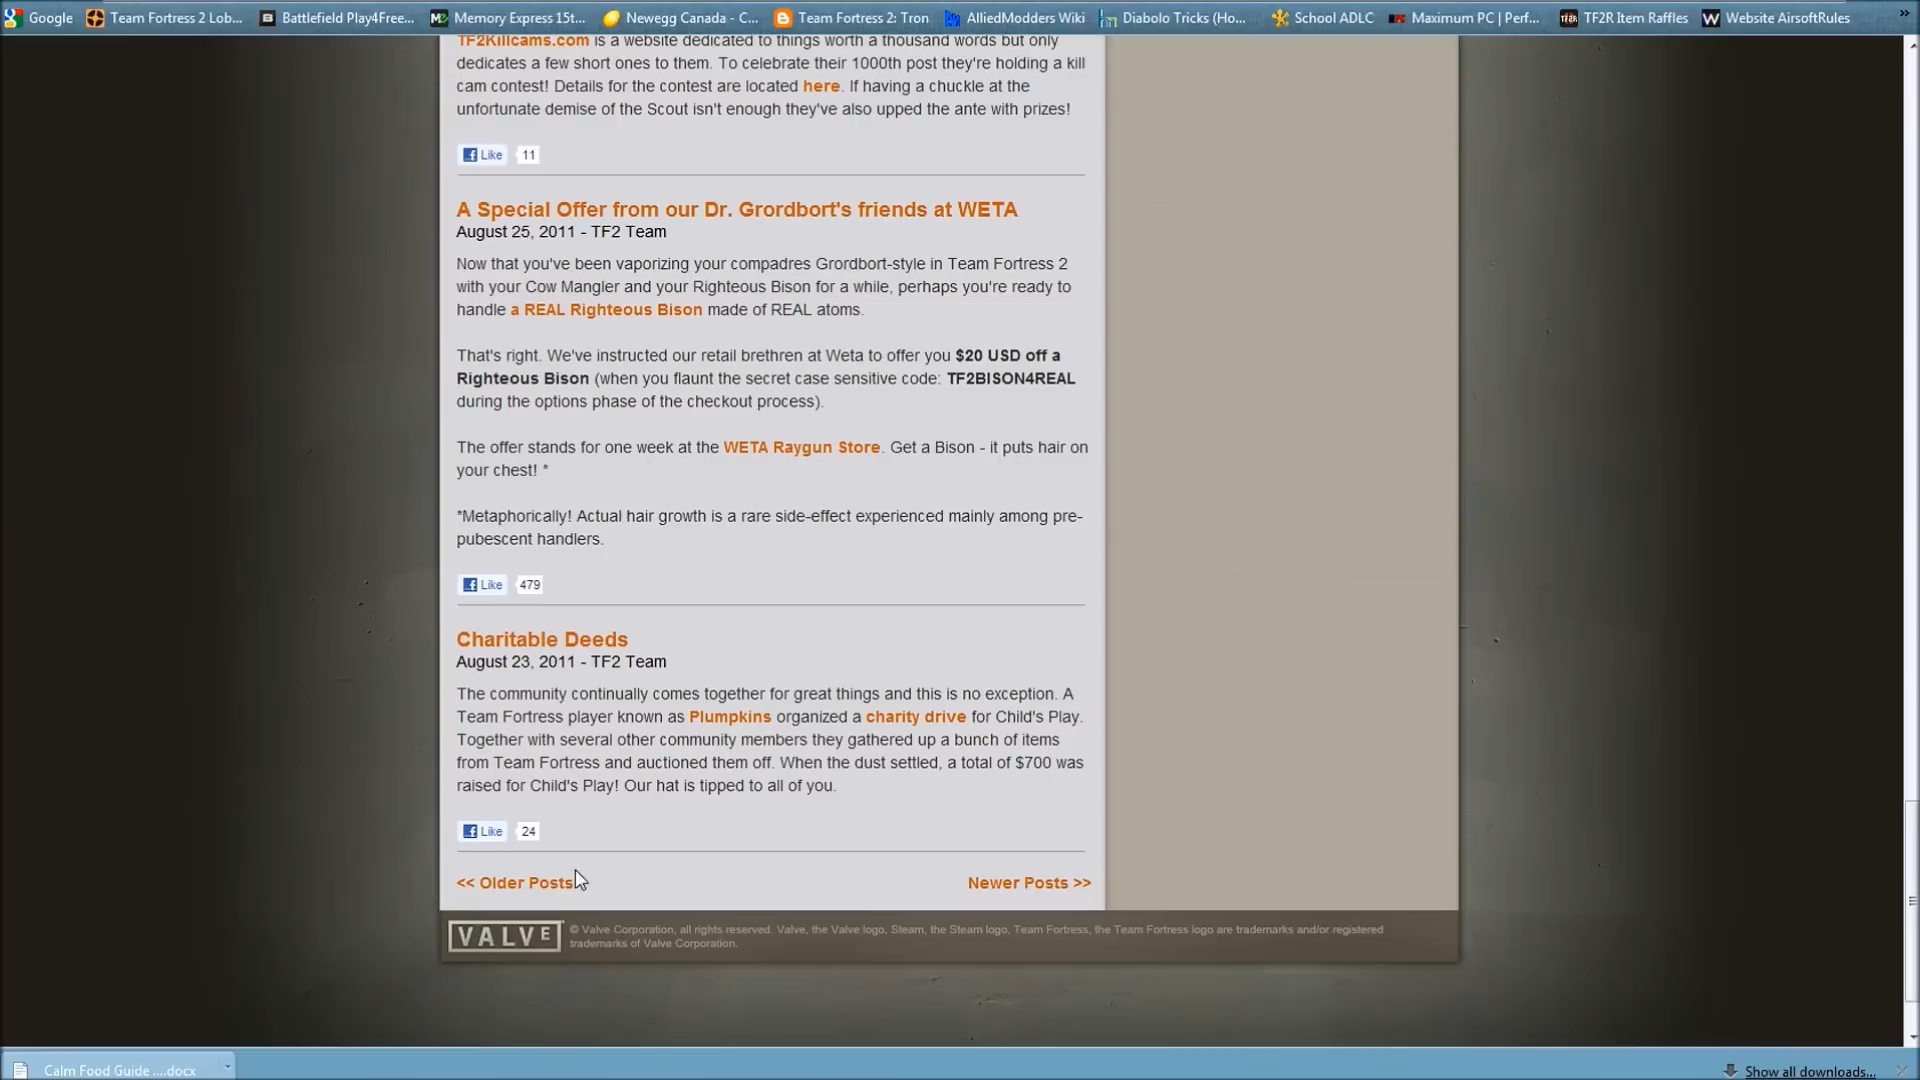 Google Team Fortress 2 Lob... Battlefield Play4Free... Memory Express 15t... Newegg Canada - C... Team Fortress 2: Tron AlliedModders Wiki Diabolo Tricks (Ho... School ADLC Maximum PC | Perf... TF2R Item Raffles Website AirsoftRules »
TF2Killcams.com is a website dedicated to things worth a thousand words but only
dedicates a few short ones to them. To celebrate their 1000th post they're holding a kill
cam contest! Details for the contest are located here. If having a chuckle at the
unfortunate demise of the Scout isn't enough they've also upped the ante with prizes!
Like 11
A Special Offer from our Dr. Grordbort's friends at WETA
August 25, 2011 - TF2 Team
Now that you've been vaporizing your compadres Grordbort-style in Team Fortress 2
with your Cow Mangler and your Righteous Bison for a while, perhaps you're ready to
handle a REAL Righteous Bison made of REAL atoms.
That's right. We've instructed our retail brethren at Weta to offer you $20 USD off a
Righteous Bison (when you flaunt the secret case sensitive code: TF2BISON4REAL
during the options phase of the checkout process).
The offer stands for one week at the WETA Raygun Store. Get a Bison - it puts hair on
your chest! *
*Metaphorically! Actual hair growth is a rare side-effect experienced mainly among pre-
pubescent handlers.
Like 479
Charitable Deeds
August 23, 2011 - TF2 Team
The community continually comes together for great things and this is no exception. A
Team Fortress player known as Plumpkins organized a charity drive for Child's Play.
Together with several other community members they gathered up a bunch of items
from Team Fortress and auctioned them off. When the dust settled, a total of $700 was
raised for Child's Play! Our hat is tipped to all of you.
Like 24
<< Older Posts Newer Posts >>
VALVE © Valve Corporation, all rights reserved. Valve, the Valve logo, Steam, the Steam logo, Team Fortress, the Team Fortress logo are trademarks and/or registered
trademarks of Valve Corporation.
Calm Food Guide ....docx Show all downloads...